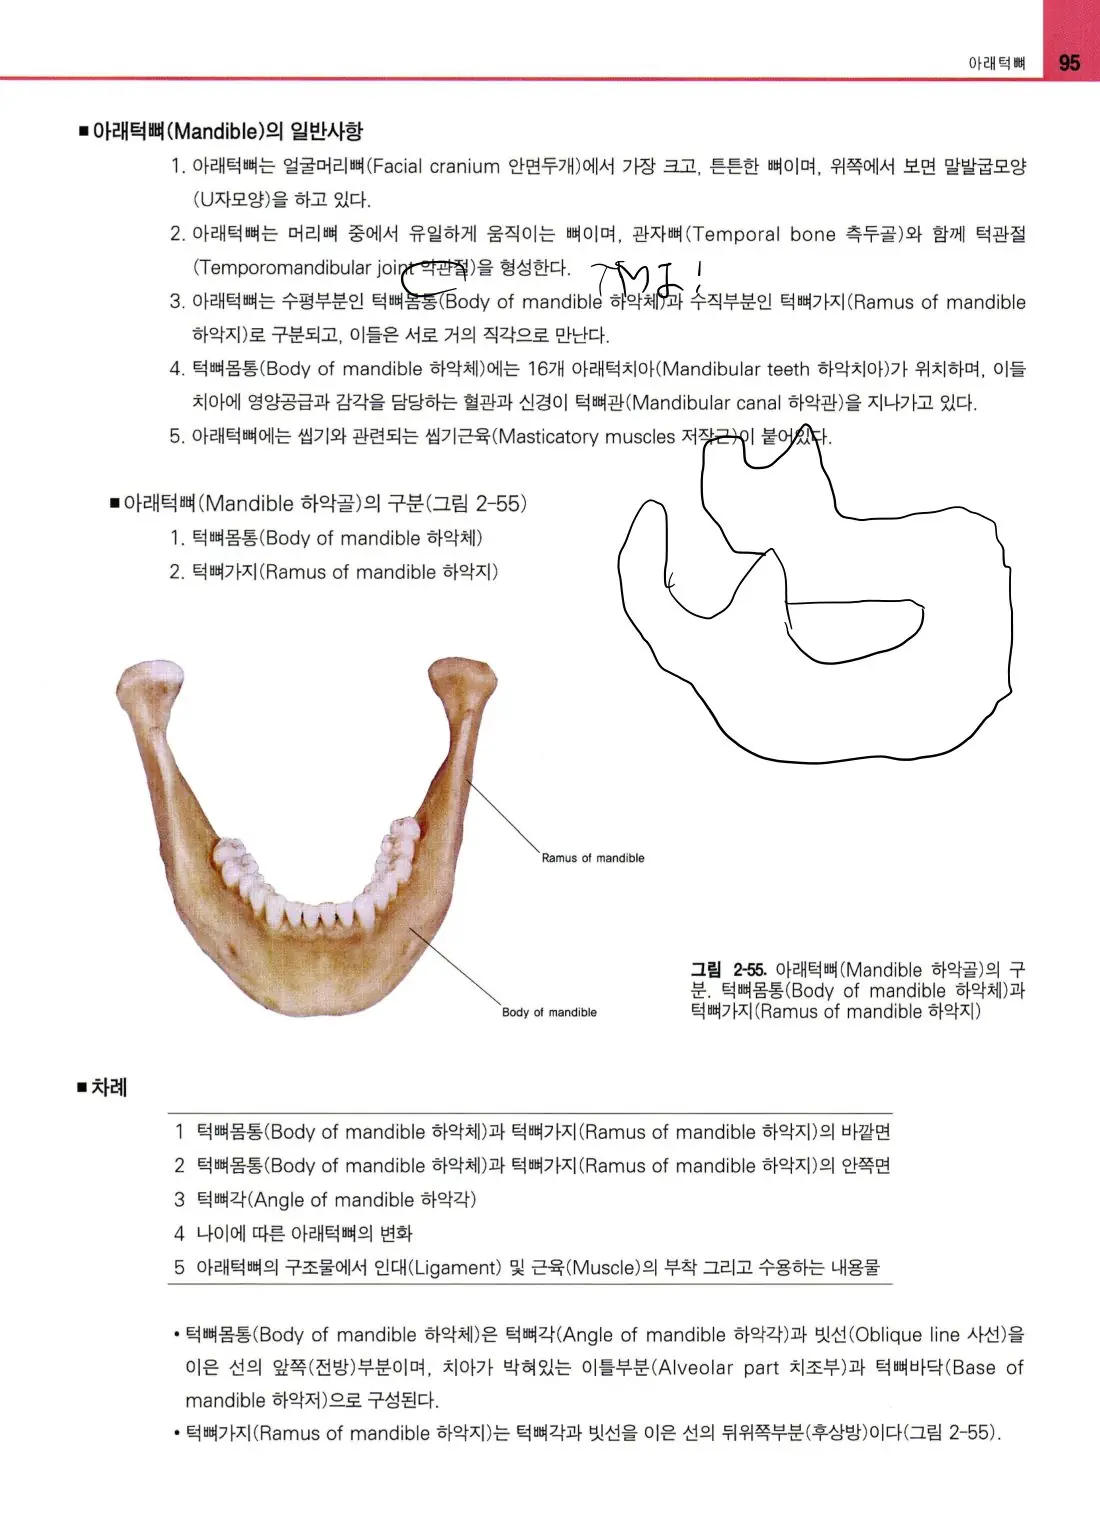 아래턱뼈 95
■ 아래턱뼈(Mandible)의 일반사항
1. 아래턱뼈는 얼굴머리뼈(Facial cranium 안면두개)에서 가장 크고, 튼튼한 뼈이며, 위쪽에서 보면 말발굽모양
(U자모양)을 하고 있다.
2. 아래턱뼈는 머리뼈 중에서 유일하게 움직이는 뼈이며, 관자뼈(Temporal bone 측두골)와 함께 턱관절
(Temporomandibular joint 악관절)을 형성한다. TMJ!
3. 아래턱뼈는 수평부분인 턱뼈몸통(Body of mandible 하악체)과 수직부분인 턱뼈가지(Ramus of mandible
하악지)로 구분되고, 이들은 서로 거의 직각으로 만난다.
4. 턱뼈몸통(Body of mandible 하악체)에는 16개 아래턱치아(Mandibular teeth 하악치아)가 위치하며, 이들
치아에 영양공급과 감각을 담당하는 혈관과 신경이 턱뼈관(Mandibular canal 하악관)을 지나가고 있다.
5. 아래턱뼈에는 씹기와 관련되는 씹기근육(Masticatory muscles 저작근)이 붙어있다.
■ 아래턱뼈(Mandible 하악골)의 구분(그림 2-55)
1. 턱뼈몸통(Body of mandible 하악체)
2. 턱뼈가지(Ramus of mandible 하악지)
Ramus of mandible
Body of mandible
그림 2-55. 아래턱뼈(Mandible 하악골)의 구
분. 턱뼈몸통(Body of mandible 하악체)과
턱뼈가지(Ramus of mandible 하악지)
■ 차례
1 턱뼈몸통(Body of mandible 하악체)과 턱뼈가지(Ramus of mandible 하악지)의 바깥면
2 턱뼈몸통(Body of mandible 하악체)과 턱뼈가지(Ramus of mandible 하악지)의 안쪽면
3 턱뼈각(Angle of mandible 하악각)
4 나이에 따른 아래턱뼈의 변화
5 아래턱뼈의 구조물에서 인대(Ligament) 및 근육(Muscle)의 부착 그리고 수용하는 내용물
• 턱뼈몸통(Body of mandible 하악체)은 턱뼈각(Angle of mandible 하악각)과 빗선(Oblique line 사선)을
이은 선의 앞쪽(전방)부분이며, 치아가 박혀있는 이틀부분(Alveolar part 치조부)과 턱뼈바닥(Base of
mandible 하악저)으로 구성된다.
• 턱뼈가지(Ramus of mandible 하악지)는 턱뼈각과 빗선을 이은 선의 뒤위쪽부분(후상방)이다(그림 2-55).